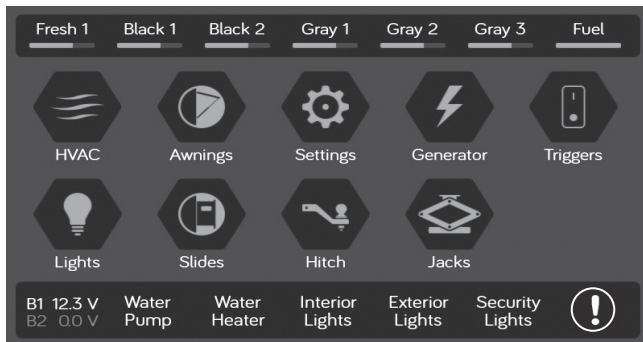 Fresh 1 Black 1 Black 2 Gray 1 Gray 2 Gray 3 Fuel
HVAC Awnings Settings Generator Triggers
Lights Slides Hitch Jacks
B1 12.3 V Water Water Interior Exterior Security
B2 0.0 V Pump Heater Lights Lights Lights